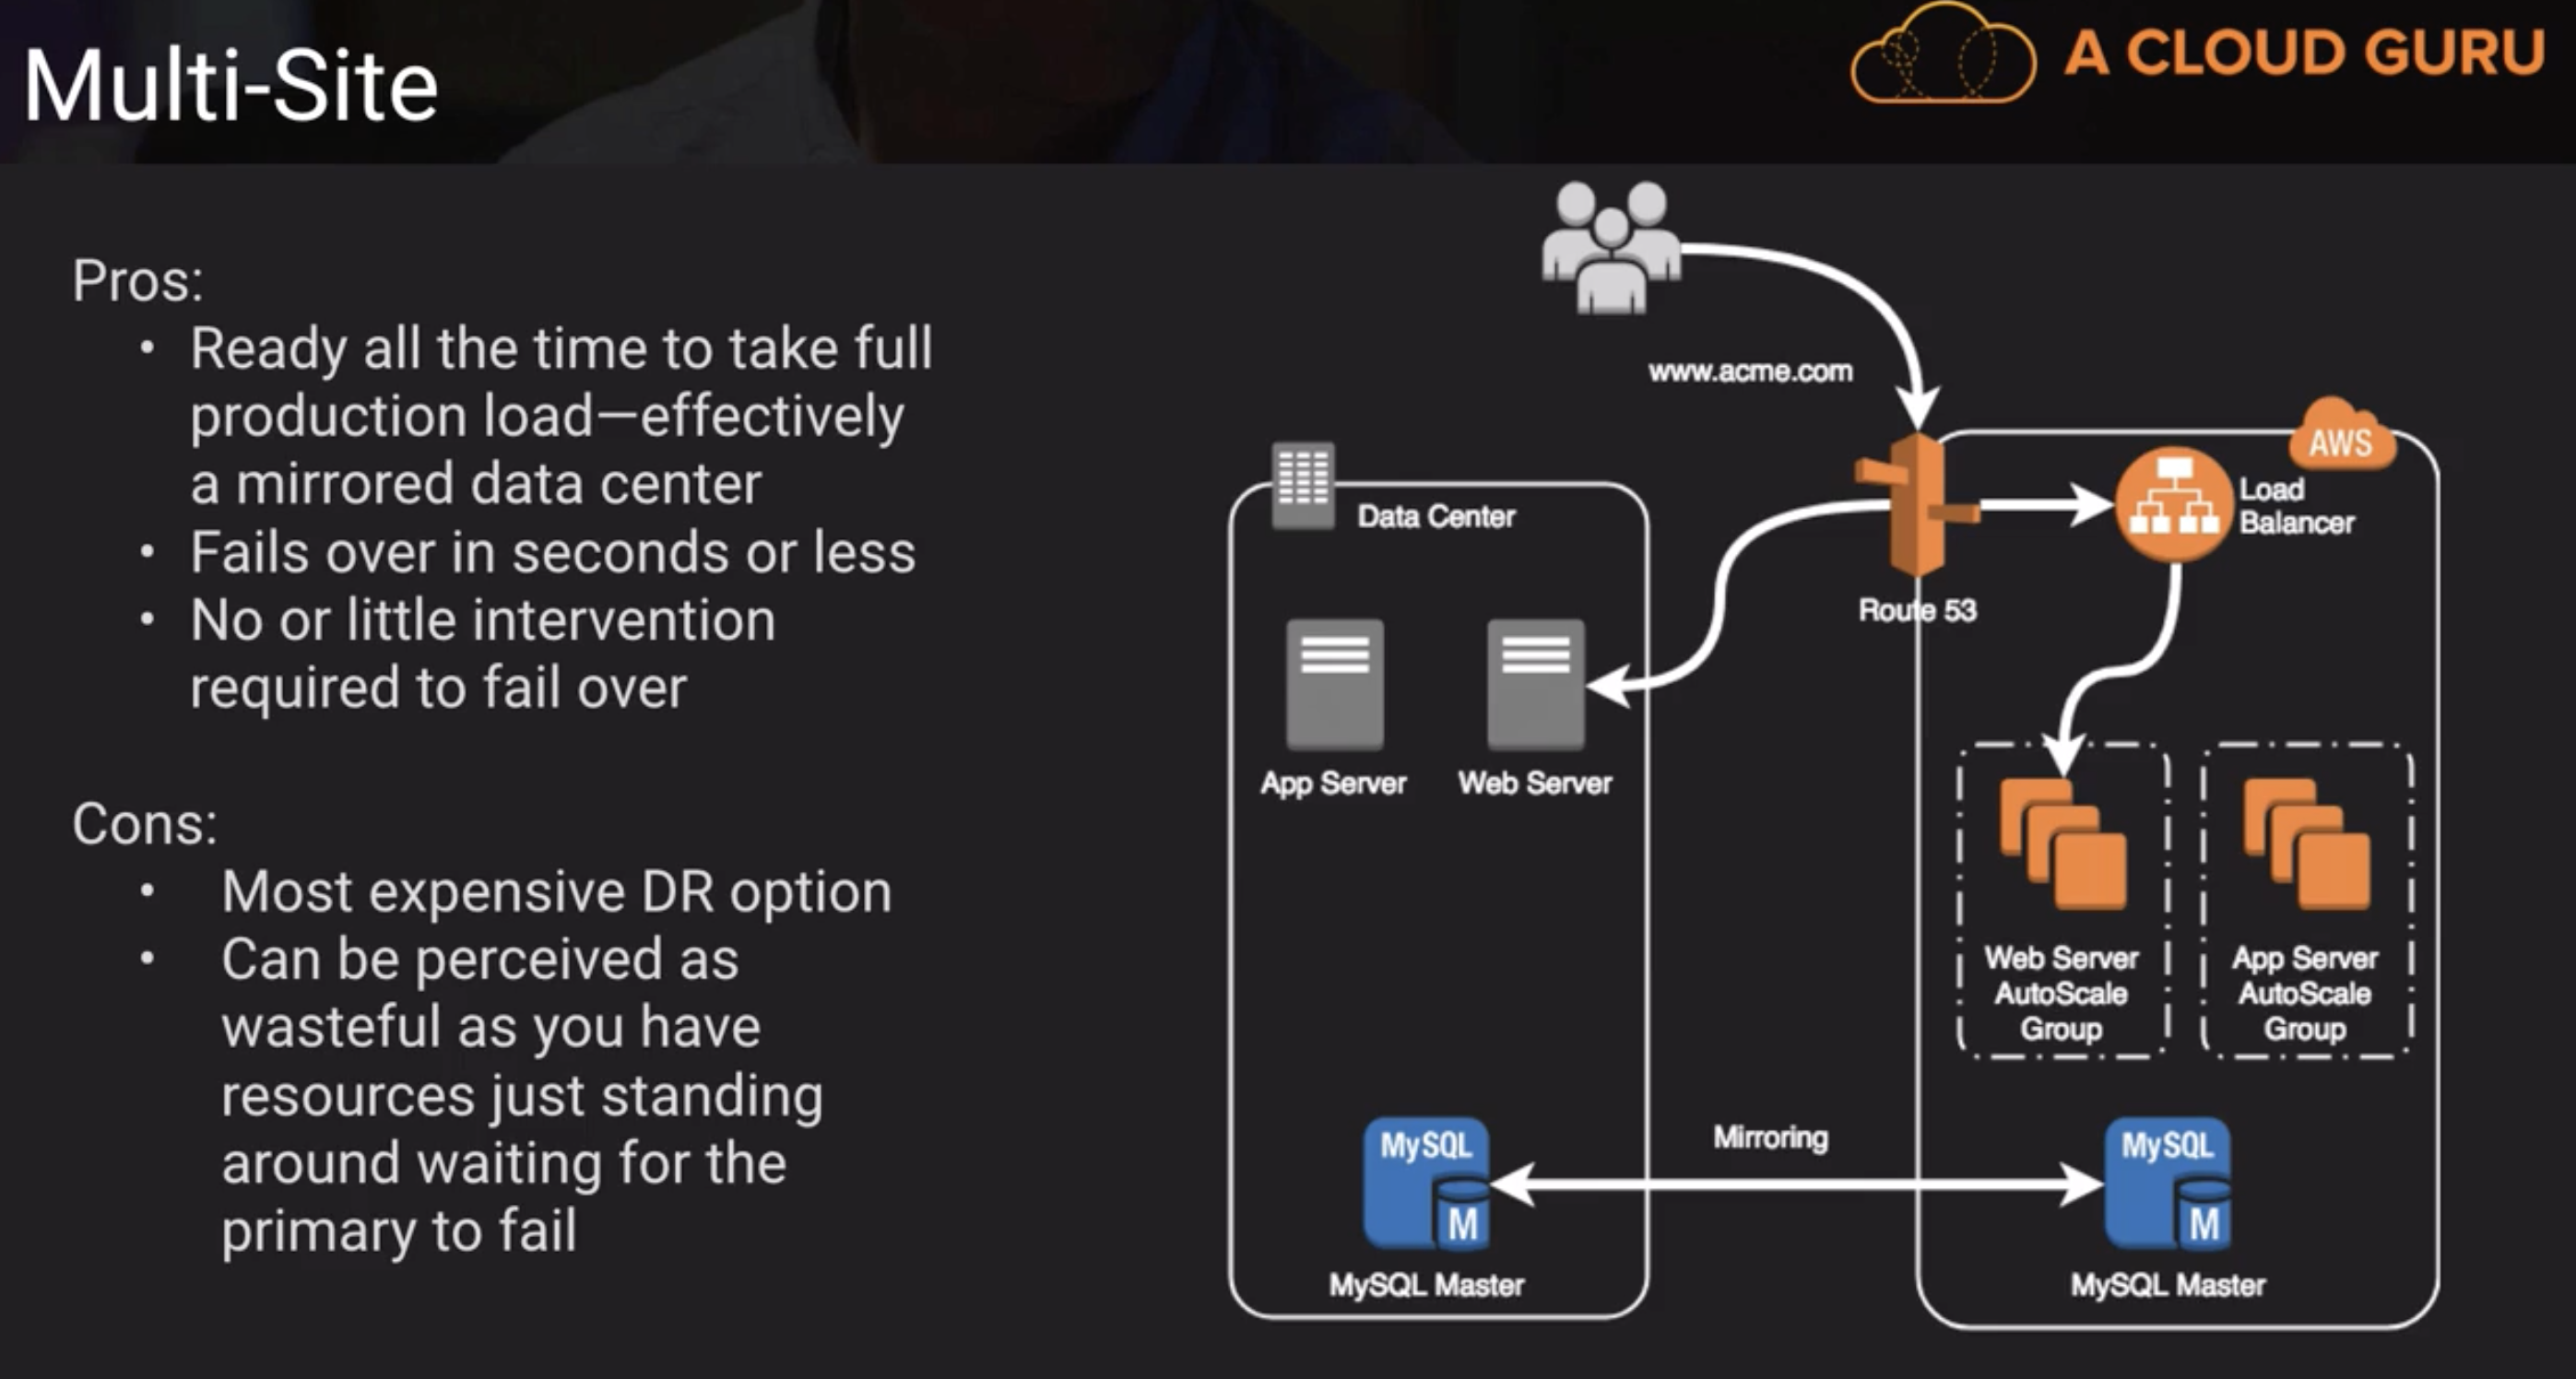 Multi-Site
A CLOUD GURU
Pros:
• Ready all the time to take full
production load—effectively
a mirrored data center
• Fails over in seconds or less
• No or little intervention
required to fail over
Cons:
• Most expensive DR option
• Can be perceived as
wasteful as you have
resources just standing
around waiting for the
primary to fail
www.acme.com
AWS
Data Center
Load
Balancer
Route 53
App Server
Web Server
Web Server
AutoScale
Group
App Server
AutoScale
Group
Mirroring
MySQL
M
MySQL Master
MySQL
M
MySQL Master